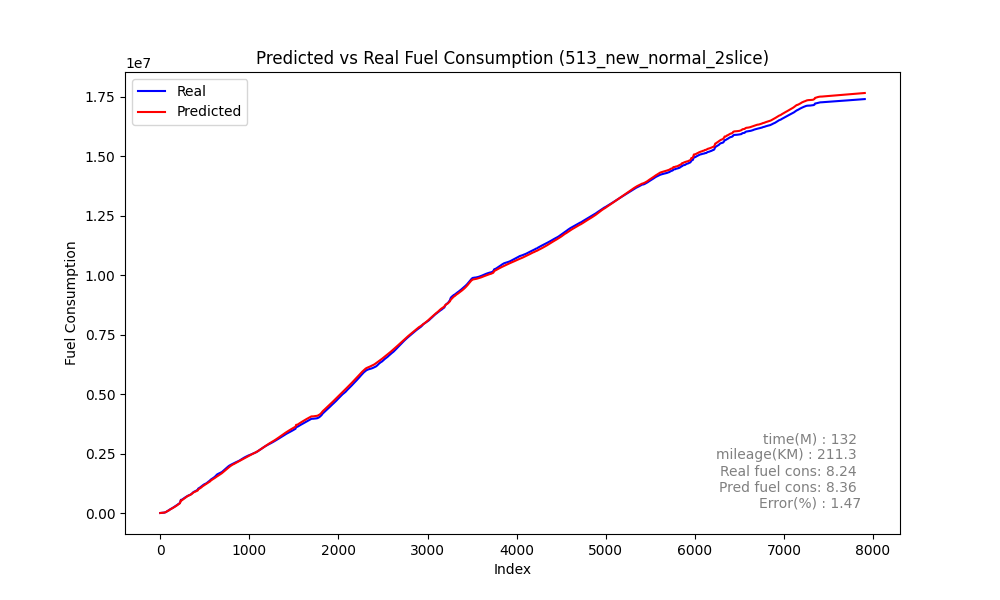 Predicted vs Real Fuel Consumption (513_new_normal_2slice)
1e7
Real
Predicted
1.75
1.50
1.25
1.00
0.75
0.50
0.25
0.00
Fuel Consumption
time(M) : 132
mileage(KM) : 211.3
Real fuel cons: 8.24
Pred fuel cons: 8.36
Error(%) : 1.47
0 1000 2000 3000 4000 5000 6000 7000 8000
Index